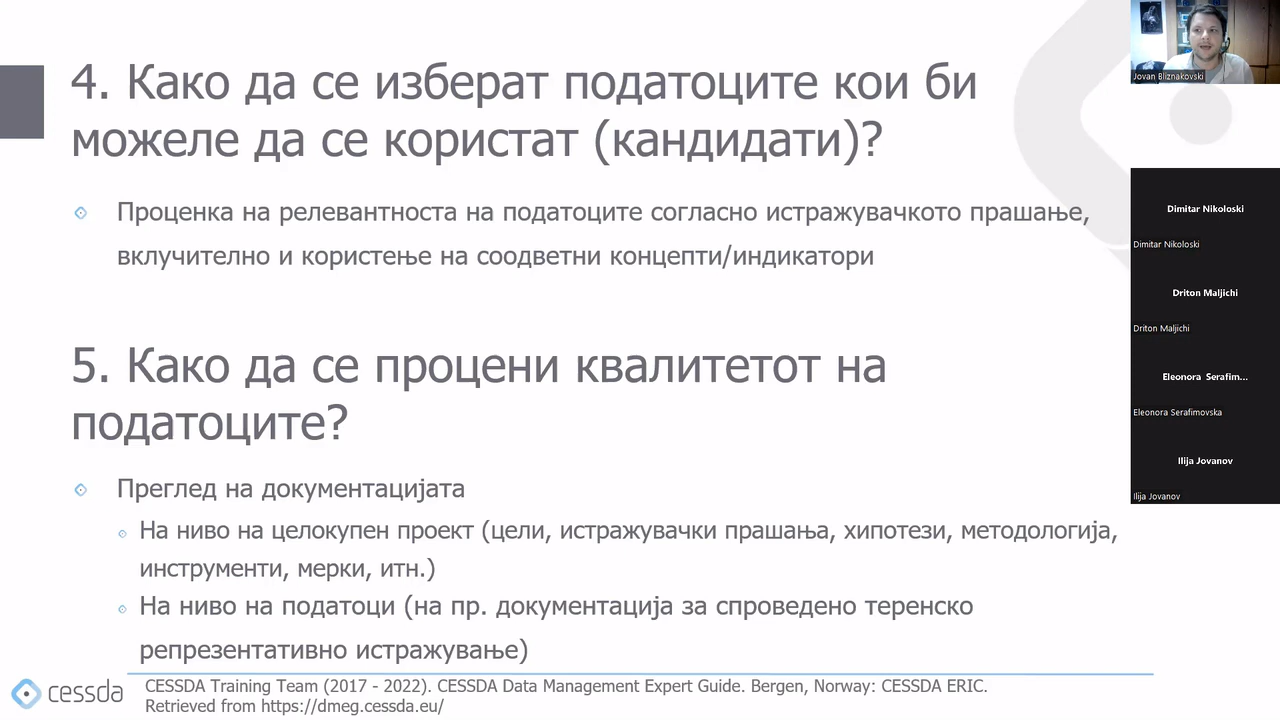 4. Како да се изберат податоците кои би
можеле да се користат (кандидати)?
Проценка на релевантноста на податоците согласно истражувачкото прашање,
вклучително и користење на соодветни концепти/индикатори
5. Како да се процени квалитетот на
податоците?
Преглед на документацијата
На ниво на целокупен проект (цели, истражувачки прашања, хипотези, методологија,
инструменти, мерки, итн.)
На ниво на податоци (на пр. документација за спроведено теренско
репрезентативно истражување)
cessda
CESSDA Training Team (2017 - 2022). CESSDA Data Management Expert Guide. Bergen, Norway: CESSDA ERIC.
Retrieved from https://dmeg.cessda.eu/
Jovan Bliznakovski
Dimitar Nikoloski
Dimitar Nikoloski
Driton Maljichi
Driton Maljichi
Eleonora Serafim...
Eleonora Serafimovska
Ilija Jovanov
Ilija Jovanov